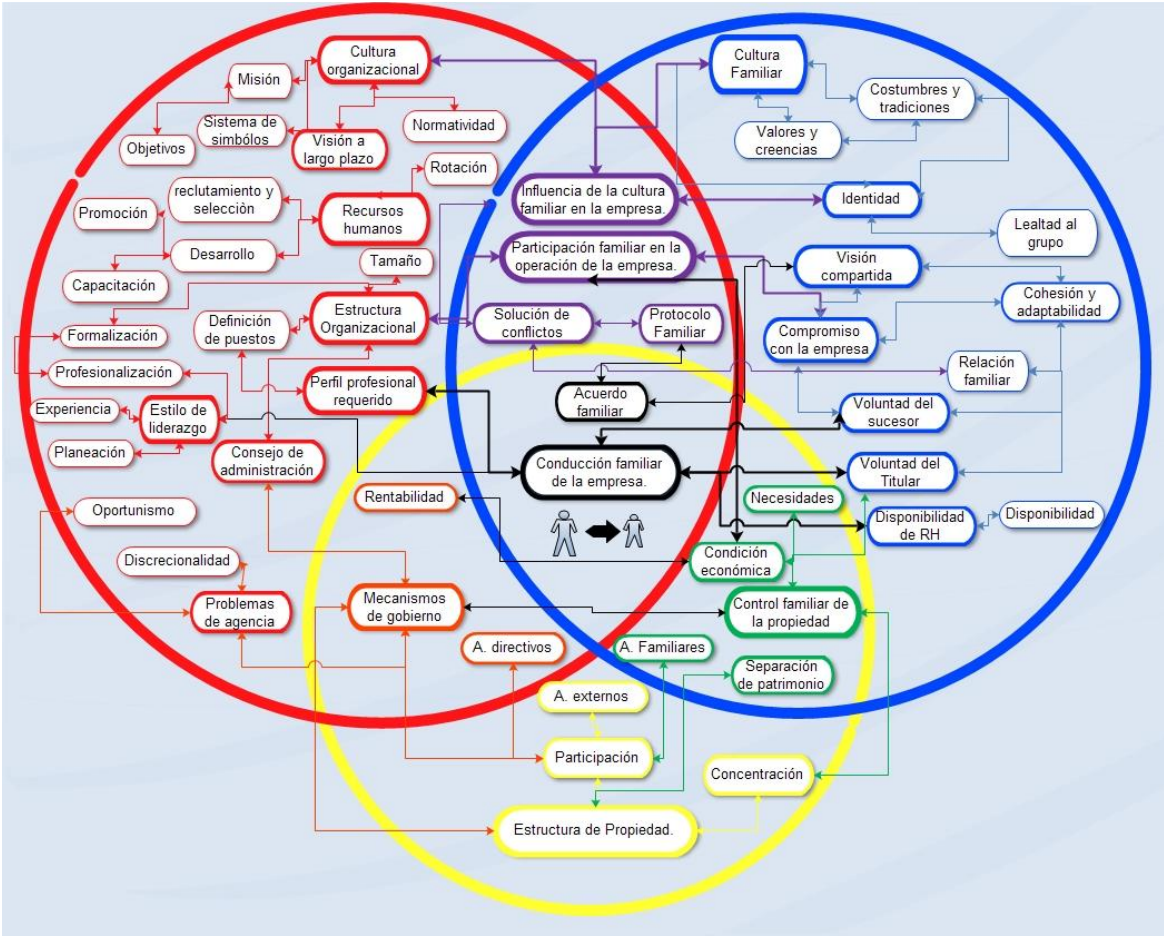 Cultura
organizacional
Misión
Sistema de
simbólos
Objetivos
Visión a
largo plazo
Normatividad
Rotación
reclutamiento y
selecciòn
Promoción
Recursos
humanos
Desarrollo
Capacitación
Tamaño
Estructura
Organizacional
Definición
de puestos
Formalización
Profesionalización
Perfil profesional
requerido
Experiencia
Estilo de
liderazgo
Planeación
Consejo de
administración
Oportunismo
Discrecionalidad
Problemas
de agencia
Cultura
Familiar
Costumbres y
tradiciones
Valores y
creencias
Influencia de la cultura
familiar en la empresa.
Identidad
Lealtad al
grupo
Participación familiar en la
operación de la empresa.
Visión
compartida
Cohesión y
adaptabilidad
Solución de
conflictos
Protocolo
Familiar
Compromiso
con la empresa
Relación
familiar
Acuerdo
familiar
Voluntad del
sucesor
Conducción familiar
de la empresa.
Voluntad del
Titular
Rentabilidad
Necesidades
Disponibilidad
de RH
Disponibilidad
Condición
económica
Mecanismos
de gobierno
Control familiar de
la propiedad
A. directivos
A. Familiares
Separación
de patrimonio
A. externos
Participación
Concentración
Estructura de Propiedad.